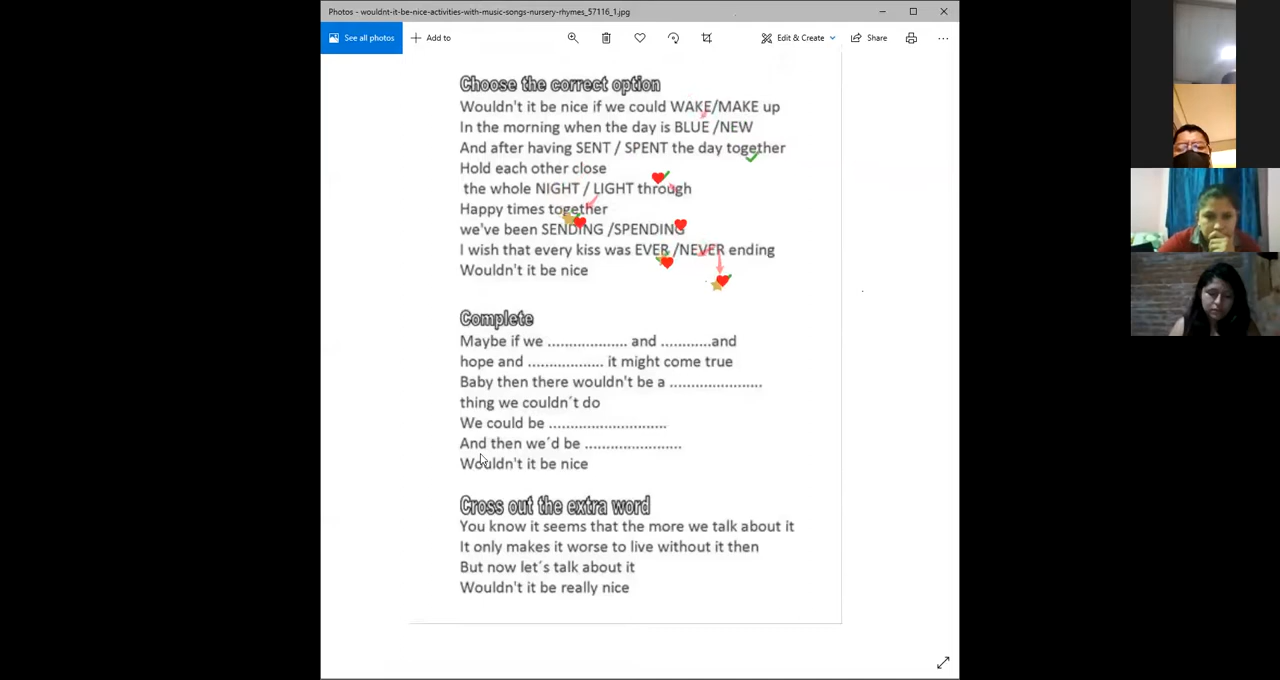 Photos - wouldnt-it-be-nice-activities-with-music-songs-nursery-rhymes_57116_1.jpg
See all photos
Add to
Edit & Create
Share
Choose the correct option
Wouldn't it be nice if we could WAKE/MAKE up
In the morning when the day is BLUE /NEW
And after having SENT / SPENT the day together
Hold each other close
the whole NIGHT / LIGHT through
Happy times together
we've been SENDING /SPENDING
I wish that every kiss was EVER /NEVER ending
Wouldn't it be nice
Complete
Maybe if we ................... and ............and
hope and .................. it might come true
Baby then there wouldn't be a ......................
thing we couldn´t do
We could be ...........................
And then we´d be ......................
Wouldn't it be nice
Cross out the extra word
You know it seems that the more we talk about it
It only makes it worse to live without it then
But now let´s talk about it
Wouldn't it be really nice